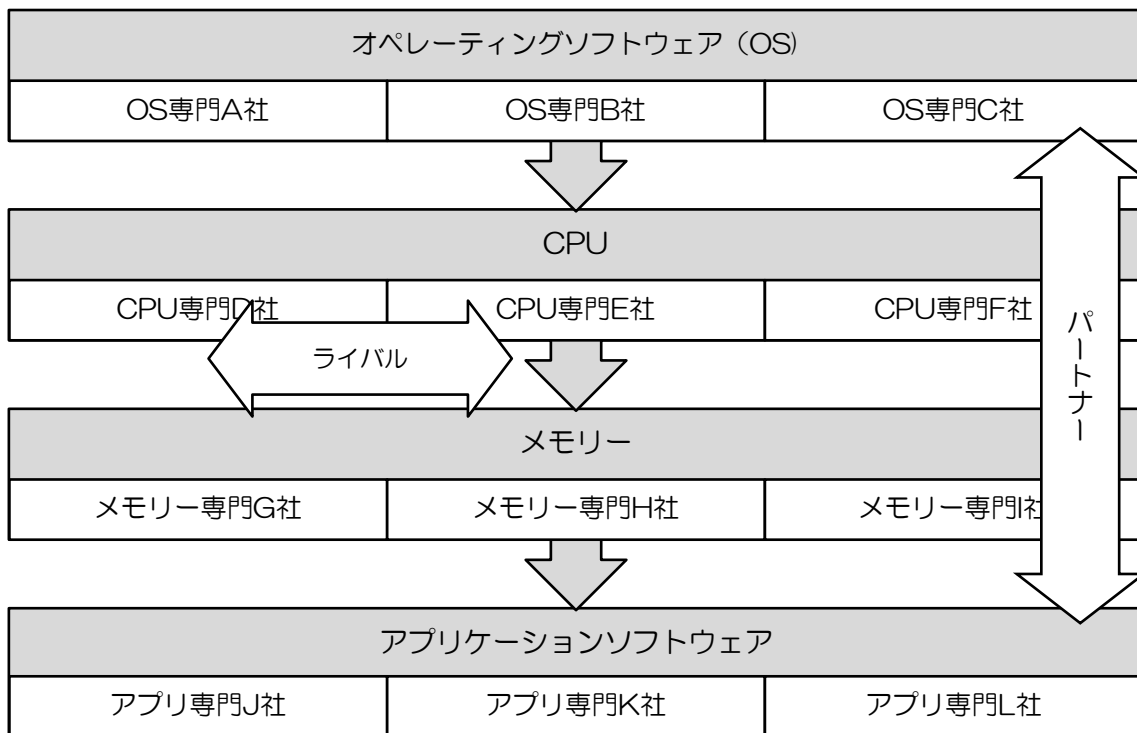 オペレーティングソフトウェア（OS)
OS専門A社
OS専門B社
OS専門C社
CPU
CPU専門D社
CPU専門E社
CPU専門F社
ライバル
パートナー
メモリー
メモリー専門G社
メモリー専門H社
メモリー専門I社
アプリケーションソフトウェア
アプリ専門J社
アプリ専門K社
アプリ専門L社